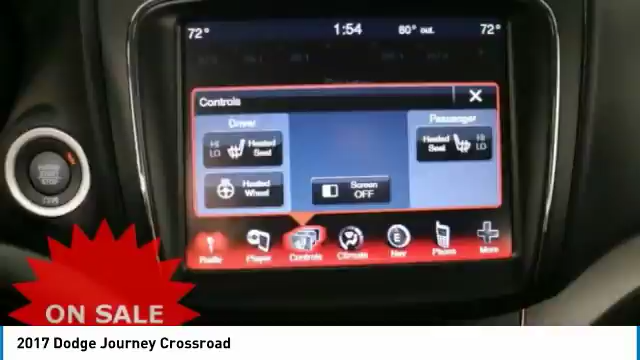 72° 1:54 80° out. 72°
Controls X
Driver Passenger
HI LO Heated Seal Heated Seat HI LO
Heated Wheel Screen OFF
Radio Player Controls Climate Nav Phone More
ON SALE
2017 Dodge Journey Crossroad